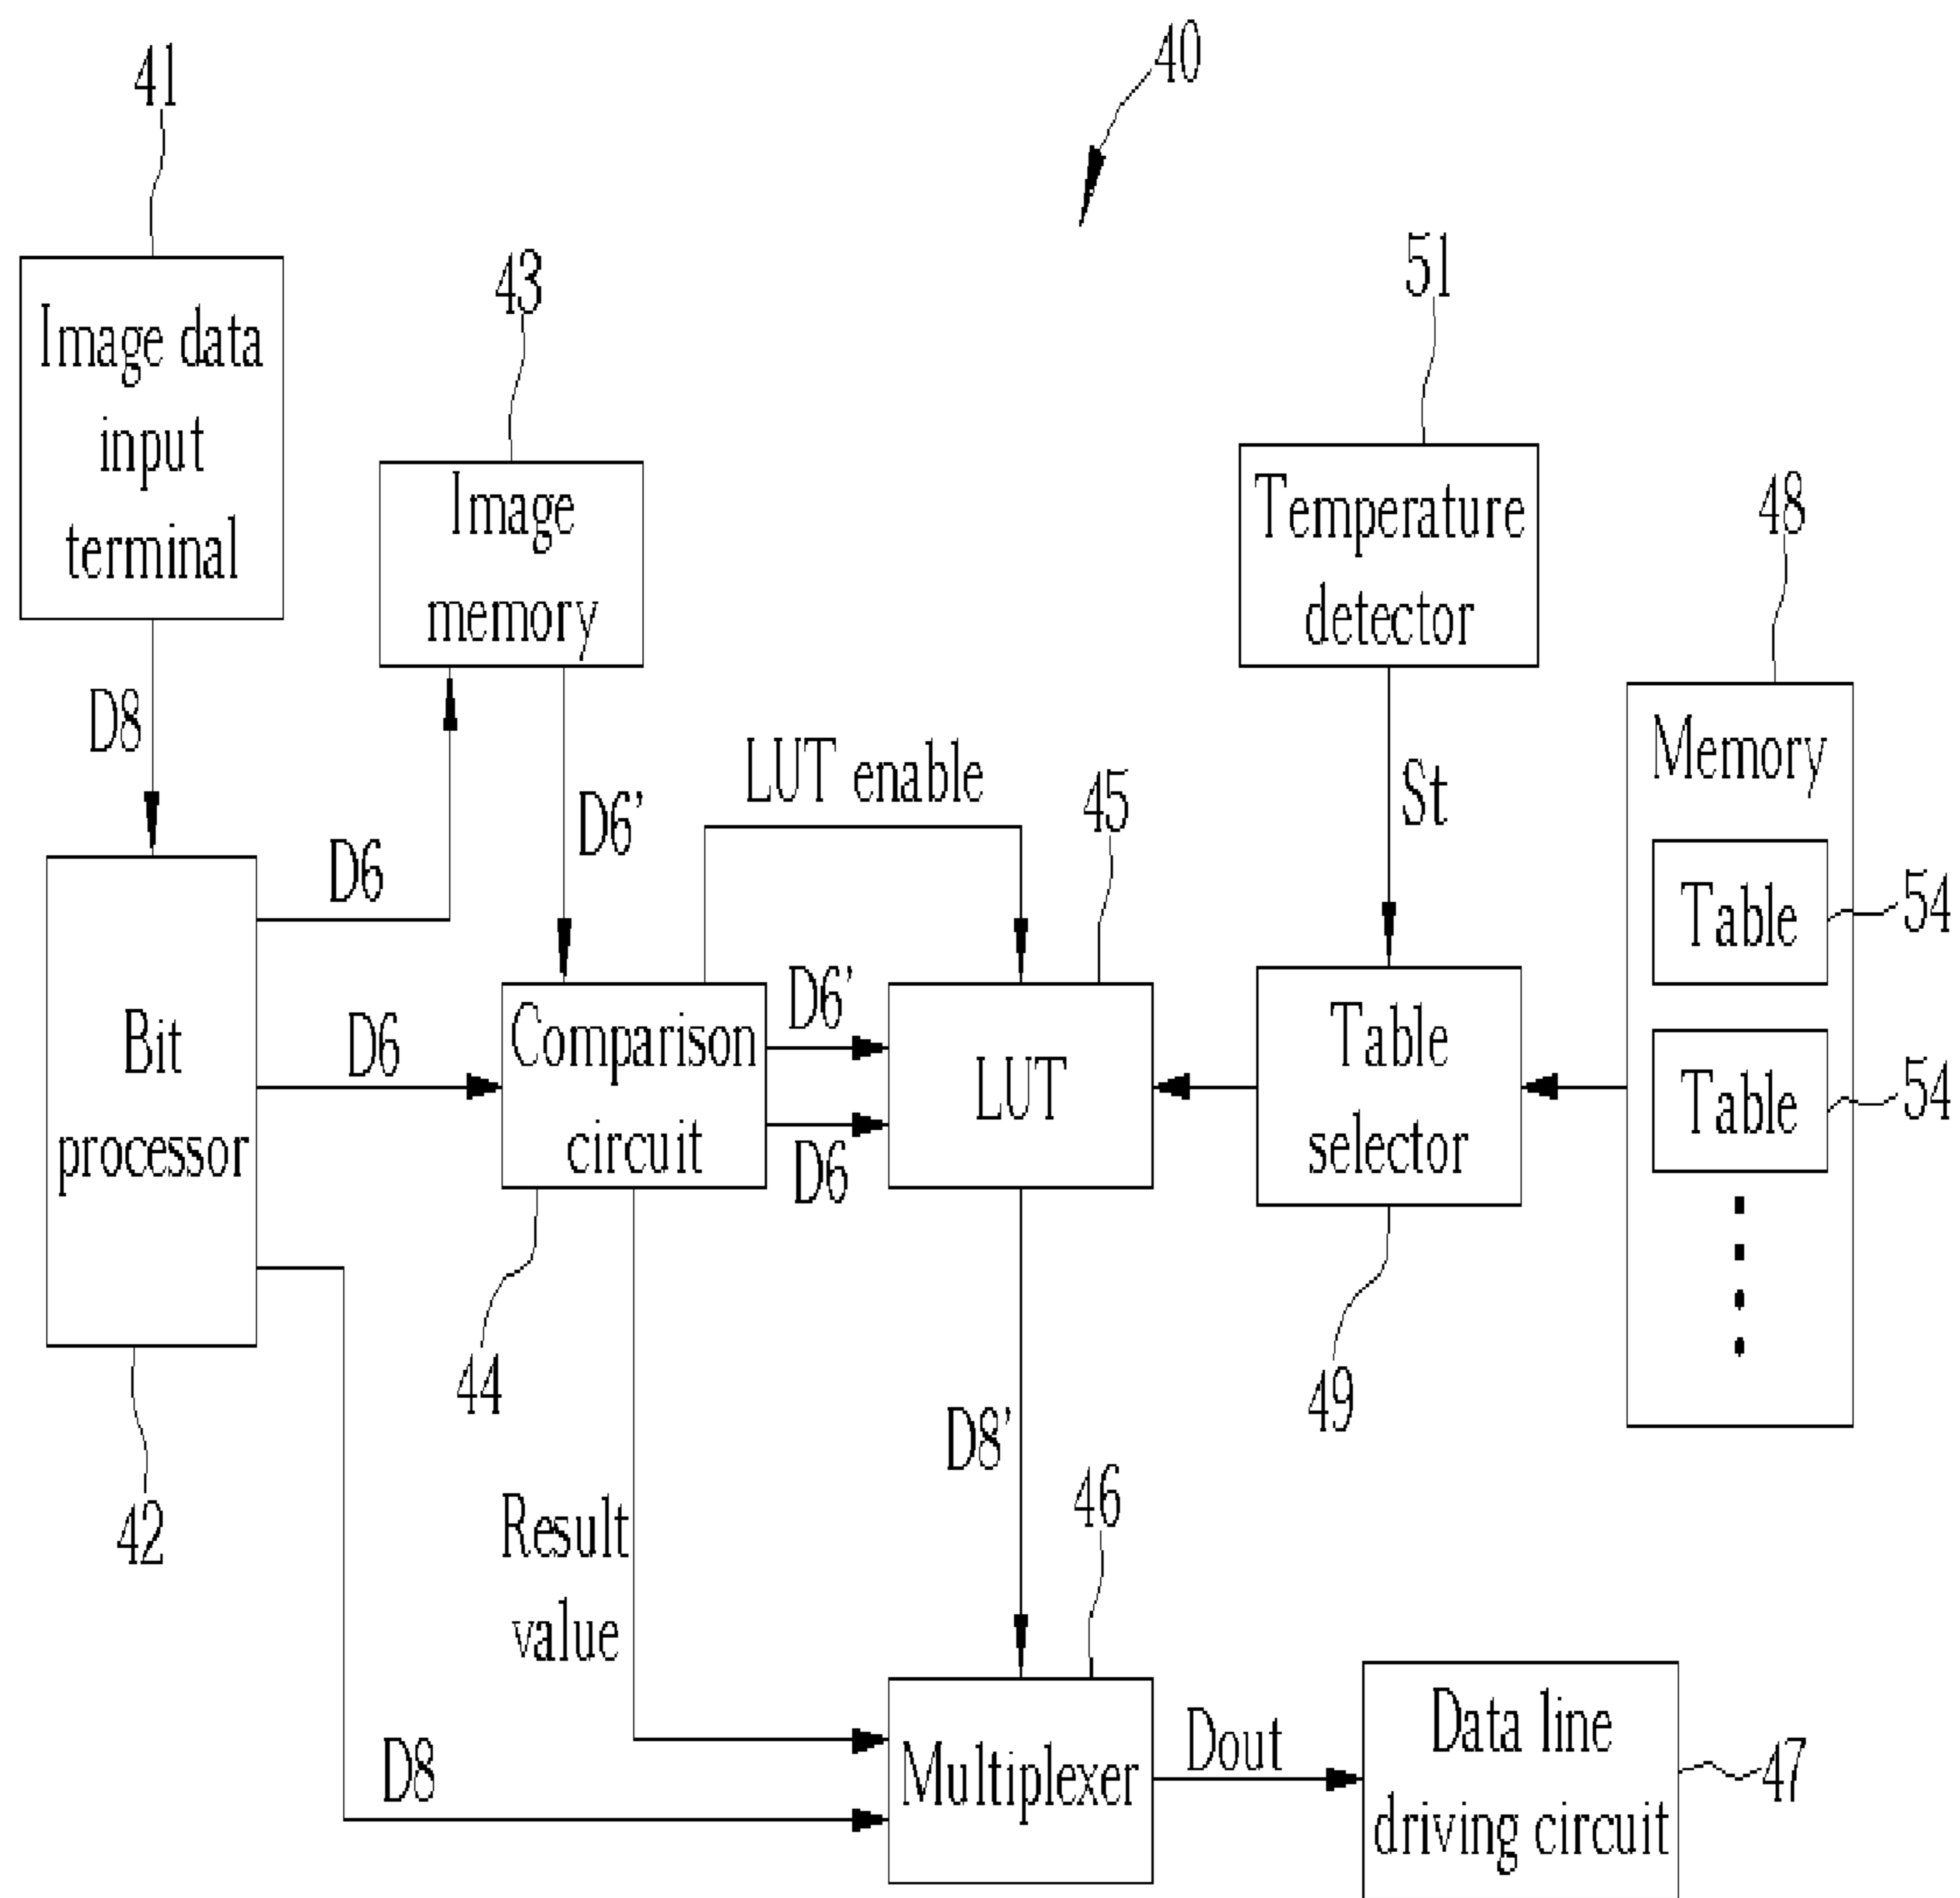 40
41
43
51
48
Image data
input
terminal
Image
memory
Temperature
detector
Memory
D8
D6
D6’
LUT enable
45
St
Table
54
Table
54
Bit
processor
D6
Comparison
circuit
D6’
D6
LUT
Table
selector
44
49
42
Result
value
D8’
46
D8
Multiplexer
Dout
Data line
driving circuit
47